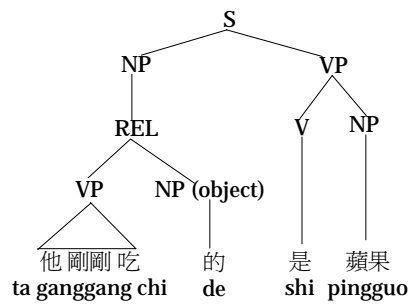 S
NP VP
REL V NP
VP NP (object)
他 剛剛 吃 的 是 蘋果
ta ganggang chi de shi pingguo